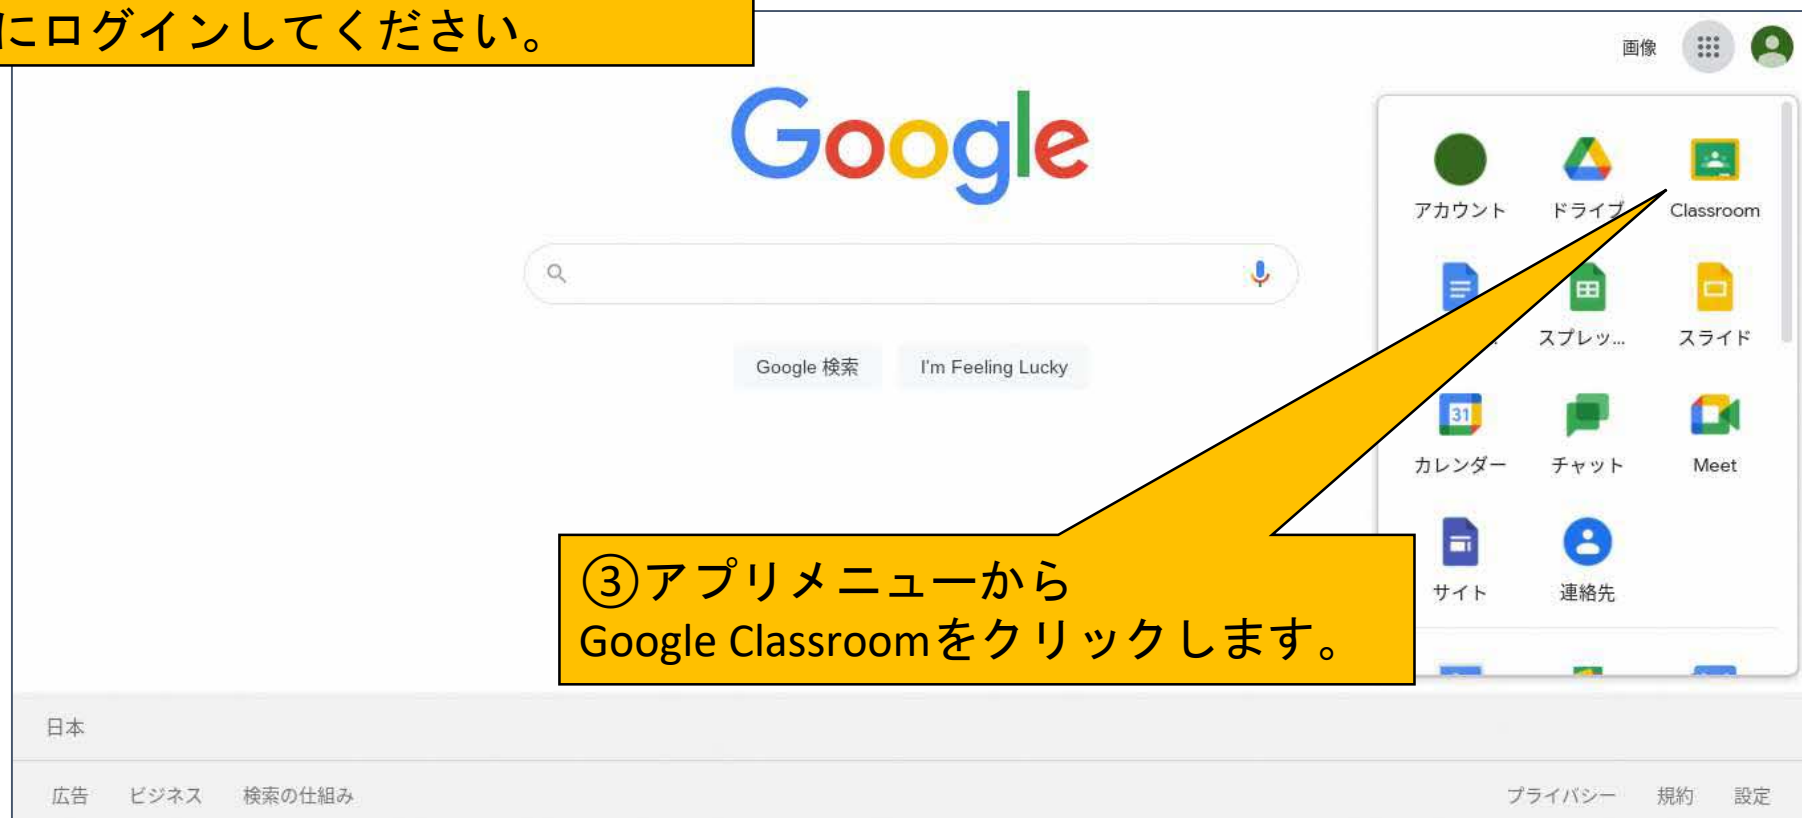 にログインしてください。
画像
Google
アカウント
ドライブ
Classroom
スプレッ...
スライド
Google 検索
I'm Feeling Lucky
31
カレンダー
チャット
Meet
③アプリメニューから
Google Classroomをクリックします。
サイト
連絡先
日本
広告 ビジネス 検索の仕組み
プライバシー 規約 設定